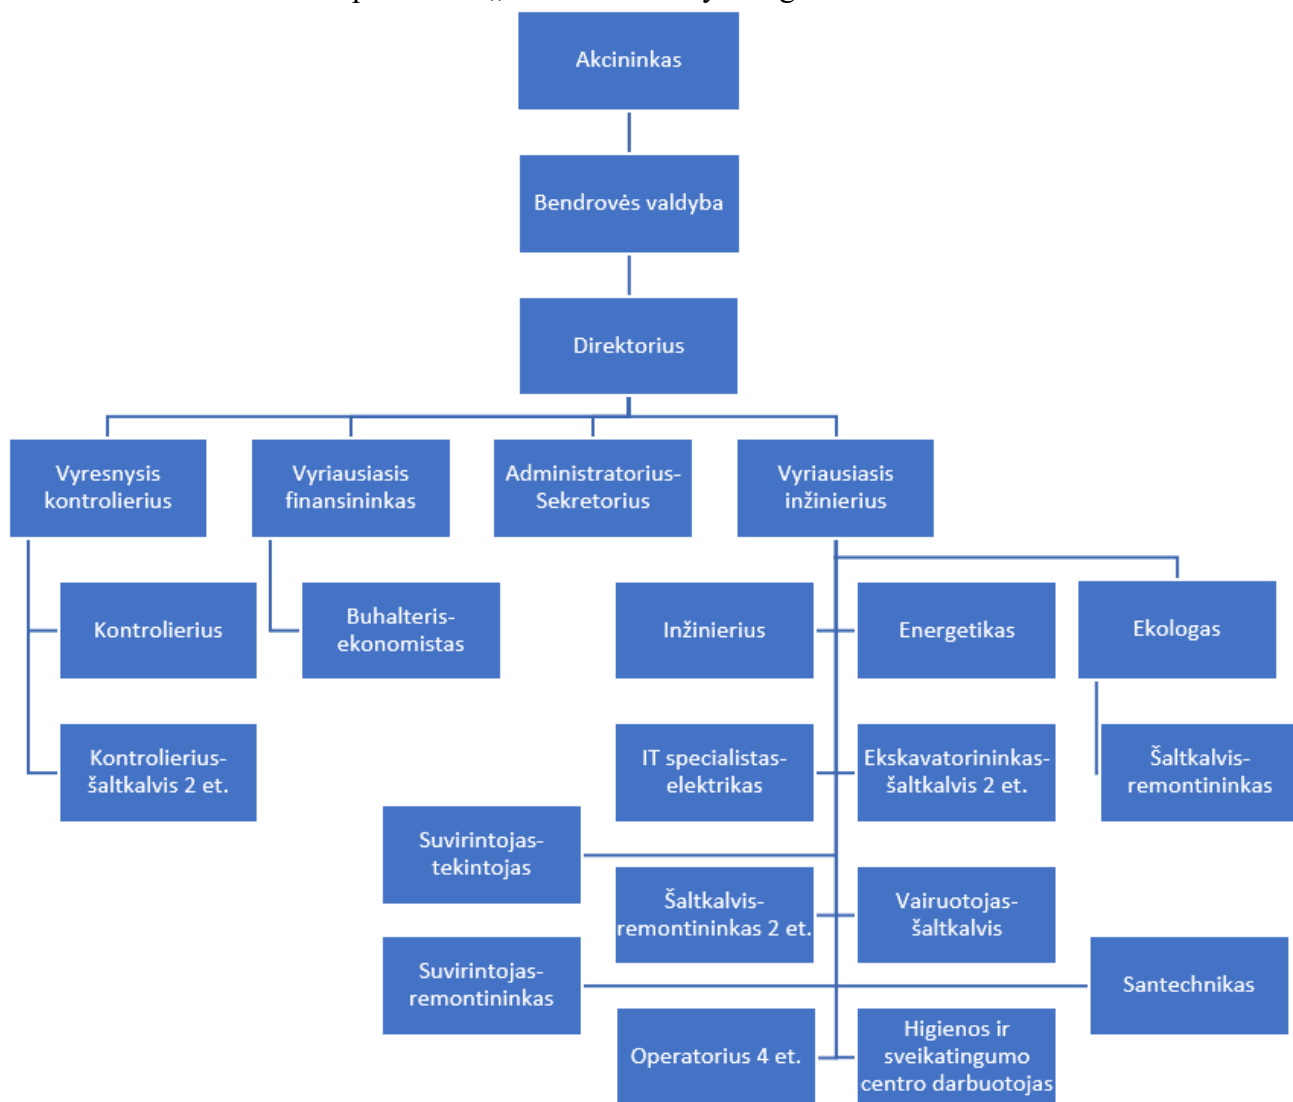 Akcininkas
Bendrovės valdyba
Direktorius
Vyresnysis
kontrolierius
Vyriausiasis
finansininkas
Administratorius-
Sekretorius
Vyriausiasis
inžinierius
Kontrolierius
Buhalteris-
ekonomistas
Inžinierius
Energetikas
Ekologas
Kontrolierius-
šaltkalvis 2 et.
IT specialistas-
elektrikas
Ekskavatorininkas-
šaltkalvis 2 et.
Šaltkalvis-
remontininkas
Suvirintojas-
tekintojas
Šaltkalvis-
remontininkas 2 et.
Vairuotojas-
šaltkalvis
Suvirintojas-
remontininkas
Santechnikas
Operatorius 4 et.
Higienos ir
sveikatingumo
centro darbuotojas